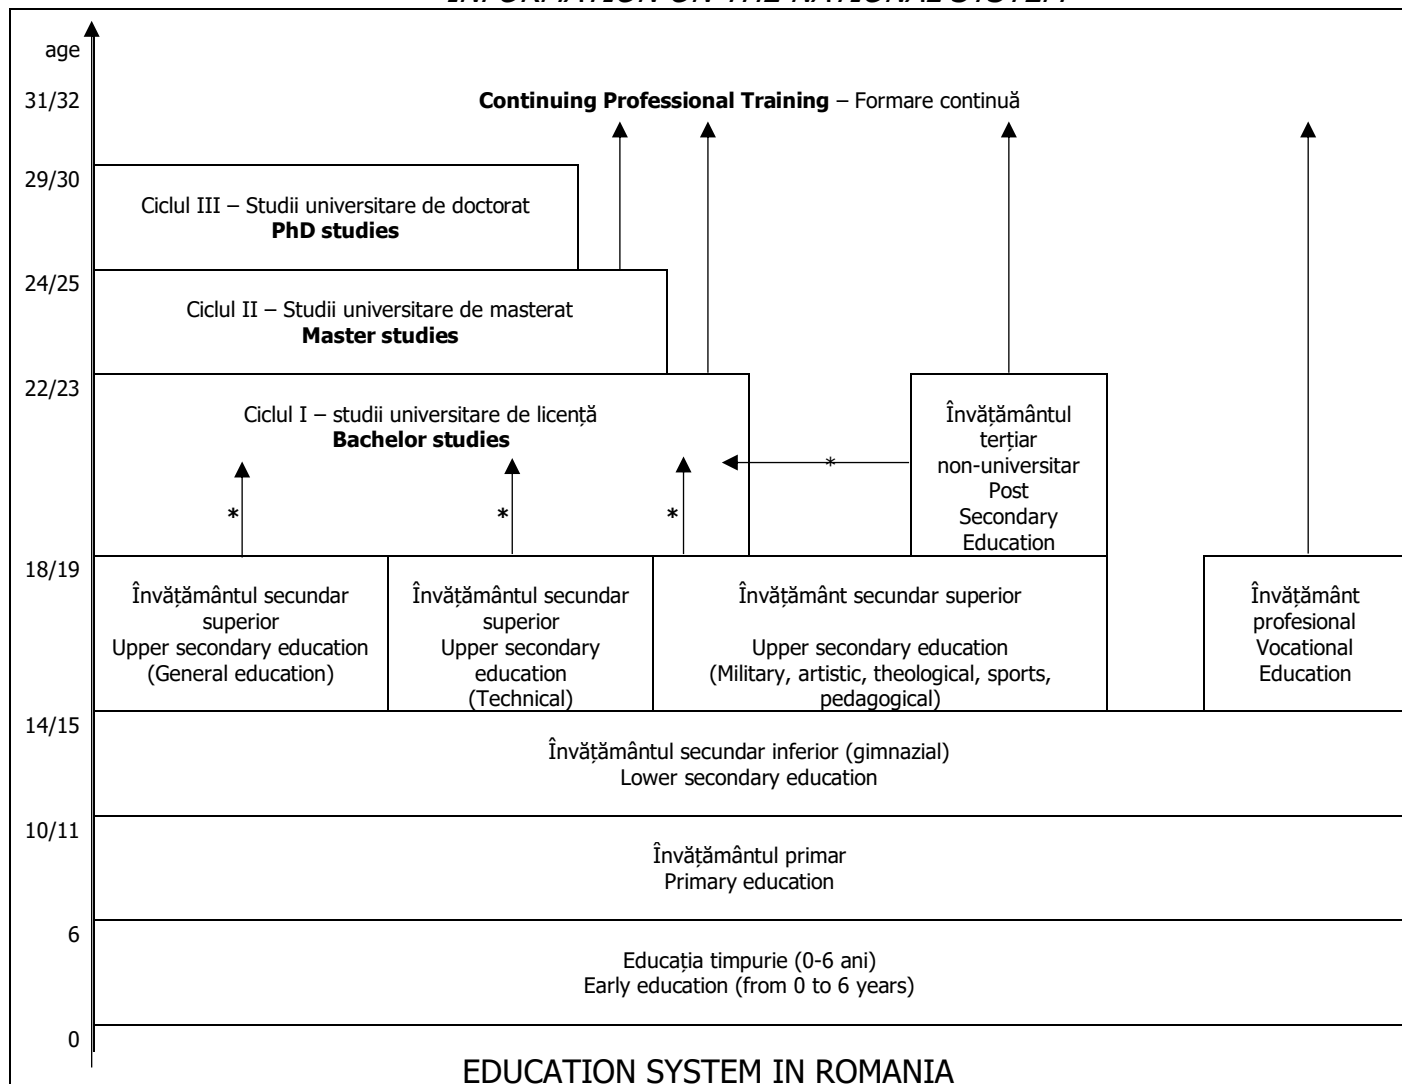 INFORMATION ON THE NATIONAL SYSTEM
age
31/32
Continuing Professional Training – Formare continuă
29/30
Ciclul III – Studii universitare de doctorat
PhD studies
24/25
Ciclul II – Studii universitare de masterat
Master studies
22/23
Ciclul I – studii universitare de licență
Bachelor studies
Învățământul
terțiar
non-universitar
Post
Secondary
Education
*
*
*
*
18/19
Învățământul secundar
superior
Upper secondary education
(General education)
Învățământul secundar
superior
Upper secondary
education
(Technical)
Învățământ secundar superior
Upper secondary education
(Military, artistic, theological, sports,
pedagogical)
Învățământ
profesional
Vocational
Education
14/15
Învățământul secundar inferior (gimnazial)
Lower secondary education
10/11
Învățământul primar
Primary education
6
Educația timpurie (0-6 ani)
Early education (from 0 to 6 years)
0
EDUCATION SYSTEM IN ROMANIA